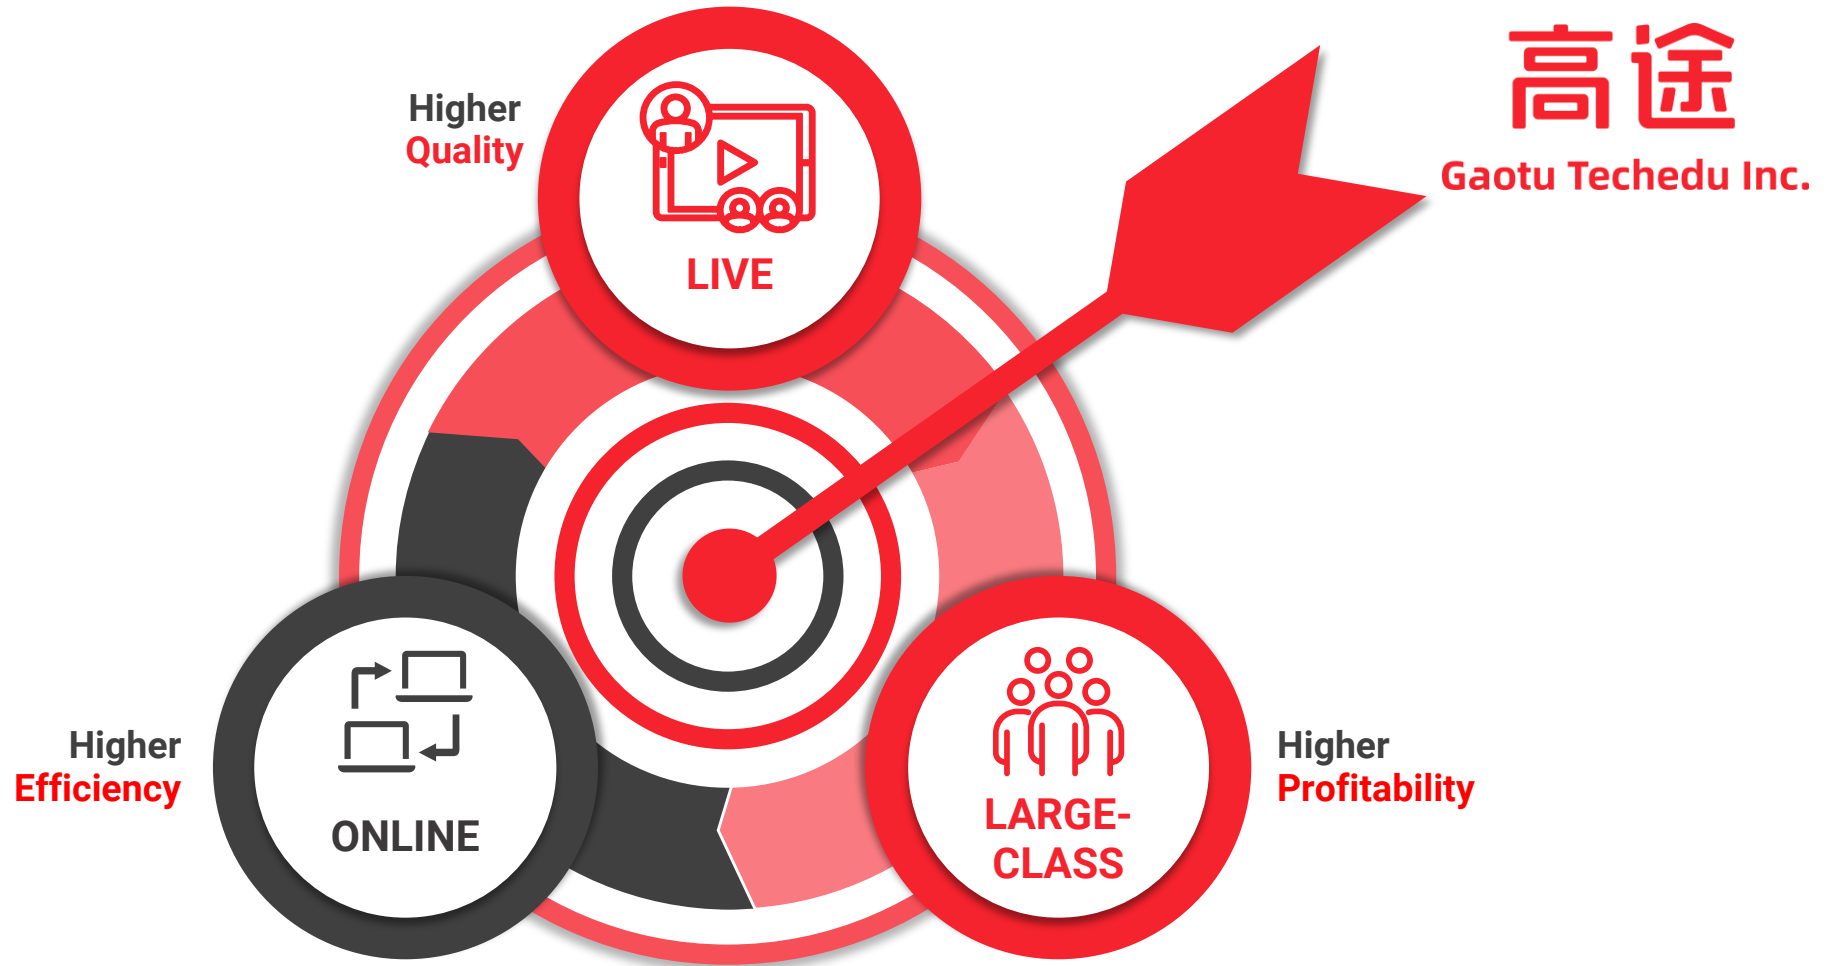 高途
Gaotu Techedu Inc.
Higher
Quality
LIVE
Higher
Efficiency
ONLINE
LARGE-
CLASS
Higher
Profitability